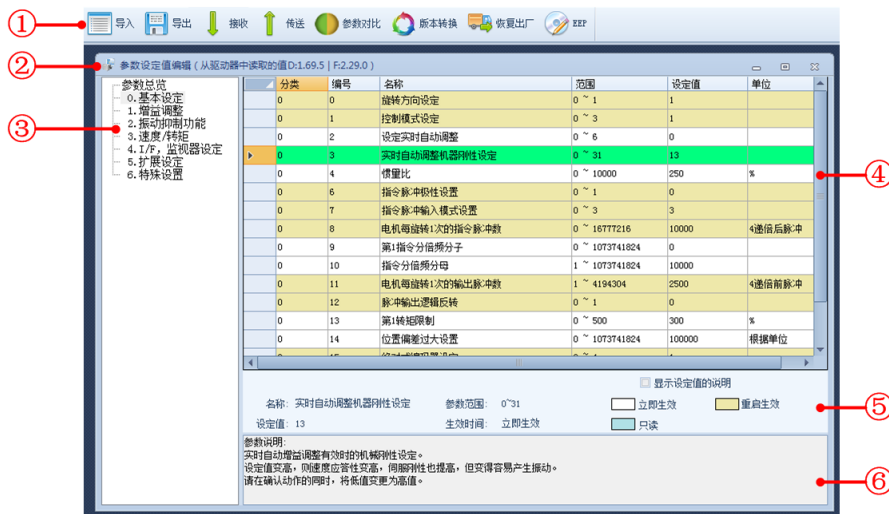 ① 导入 导出 接收 传送 参数对比 版本转换 恢复出厂 EEP
② 参数设定值编辑 ( 从驱动器中读取的值D:1.69.5 | F:2.29.0 )
参数总览
0.基本设定
1.增益调整
2.振动抑制功能
③ 3.速度/转矩
4.I/F，监视器设定
5.扩展设定
6.特殊设置
分类 编号 名称 范围 设定值 单位
0 0 旋转方向设定 0 ~ 1 1
0 1 控制模式设定 0 ~ 3 1
0 2 设定实时自动调整 0 ~ 6 0
0 3 实时自动调整机器刚性设定 0 ~ 31 13
0 4 惯量比 0 ~ 10000 250 % ④
0 6 指令脉冲极性设置 0 ~ 1 0
0 7 指令脉冲输入模式设置 0 ~ 3 3
0 8 电机每旋转1次的指令脉冲数 0 ~ 16777216 10000 4递倍后脉冲
0 9 第1指令分倍频分子 0 ~ 1073741824 0
0 10 指令分倍频分母 1 ~ 1073741824 10000
0 11 电机每旋转1次的输出脉冲数 1 ~ 4194304 2500 4递倍前脉冲
0 12 脉冲输出逻辑反转 0 ~ 1 0
0 13 第1转矩限制 0 ~ 500 300 %
0 14 位置偏差过大设置 0 ~ 1073741824 100000 根据单位
显示设定值的说明
名称: 实时自动调整机器刚性设定 参数范围: 0~31 立即生效 重启生效 ⑤
设定值: 13 生效时间: 立即生效 只读
参数说明:
实时自动增益调整有效时的机械刚性设定。
设定值变高，则速度应答性变高，伺服刚性也提高，但变得容易产生振动。
请在确认动作的同时，将低值变更为高值。 ⑥